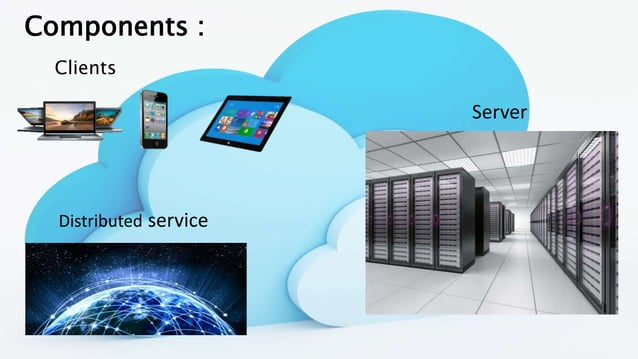 Components :
Clients
Server
Distributed service